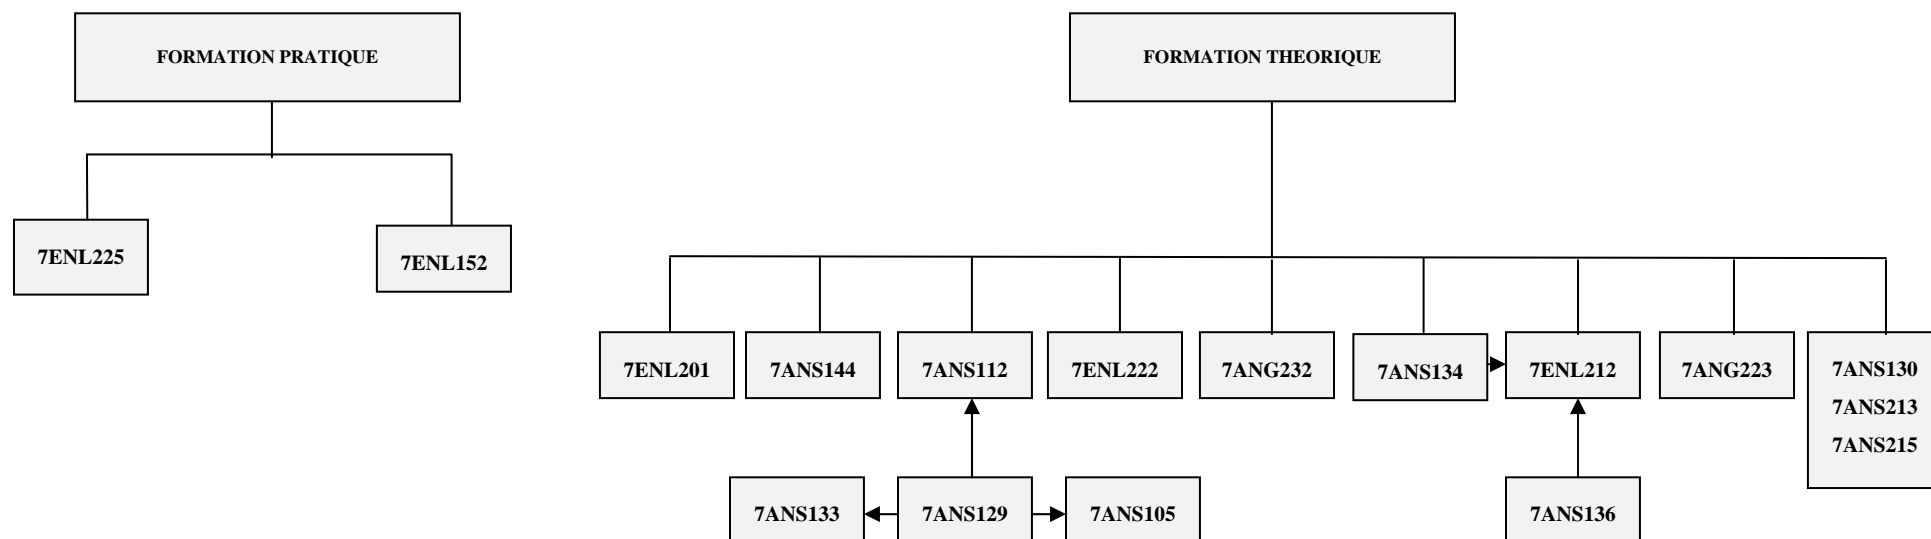 FORMATION PRATIQUE
FORMATION THEORIQUE
7ENL225
7ENL152
7ENL201
7ANS144
7ANS112
7ENL222
7ANG232
7ANS134
7ENL212
7ANG223
7ANS130
7ANS213
7ANS215
7ANS133
7ANS129
7ANS105
7ANS136